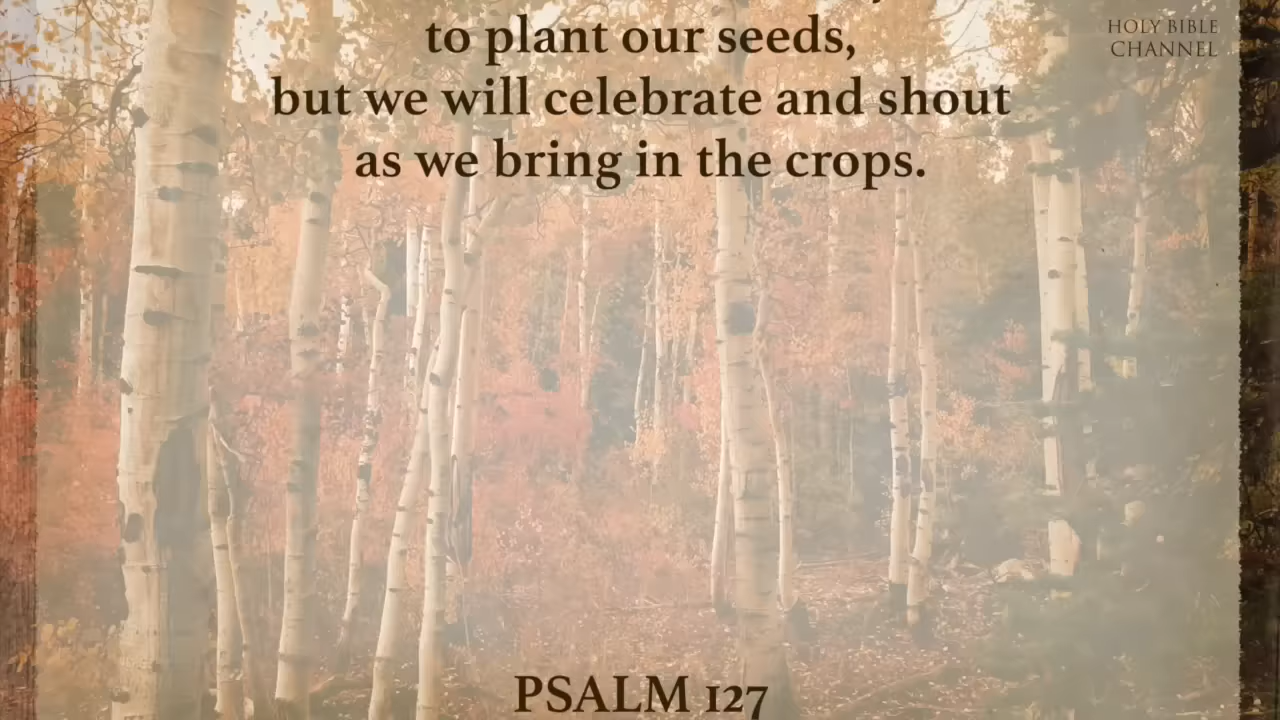 to plant our seeds,
but we will celebrate and shout
as we bring in the crops.
PSALM 127
HOLY BIBLE
CHANNEL